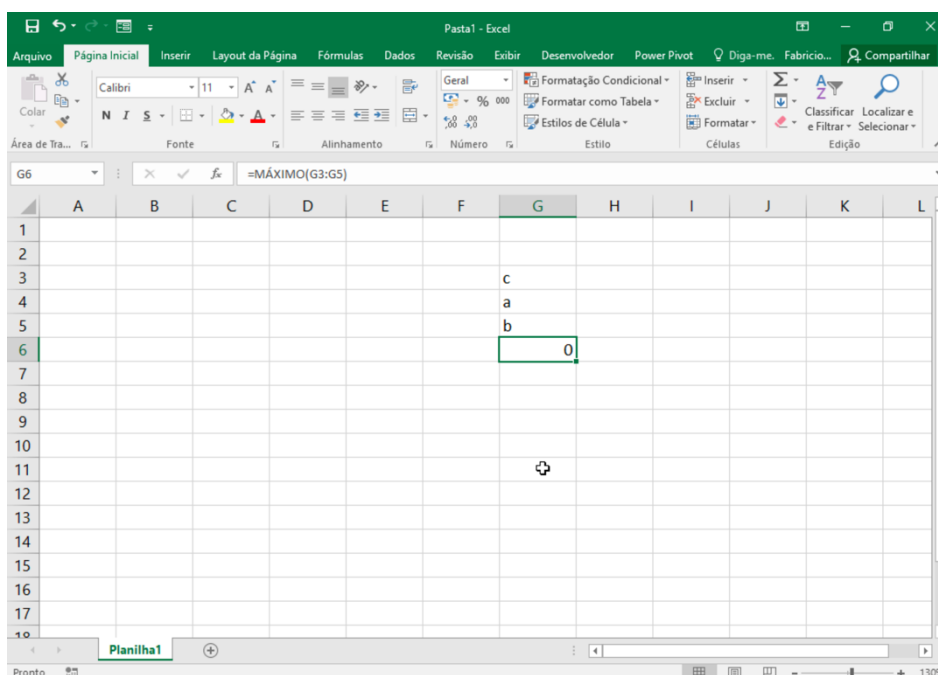 Pasta1 - Excel
Arquivo Página Inicial Inserir Layout da Página Fórmulas Dados Revisão Exibir Desenvolvedor Power Pivot Diga-me. Fabricio... Compartilhar
Colar
Calibri 11
N I S
A A
Geral
% 000
Formatação Condicional
Formatar como Tabela
Estilos de Célula
Inserir
Excluir
Formatar
Σ
Classificar e Filtrar
Localizar e Selecionar
Área de Tra... Fonte Alinhamento Número Estilo Células Edição
G6 fx =MÁXIMO(G3:G5)
A B C D E F G H I J K L
1
2
3 c
4 a
5 b
6 0
7
8
9
10
11
12
13
14
15
16
17
18
Planilha1
Pronto 130%